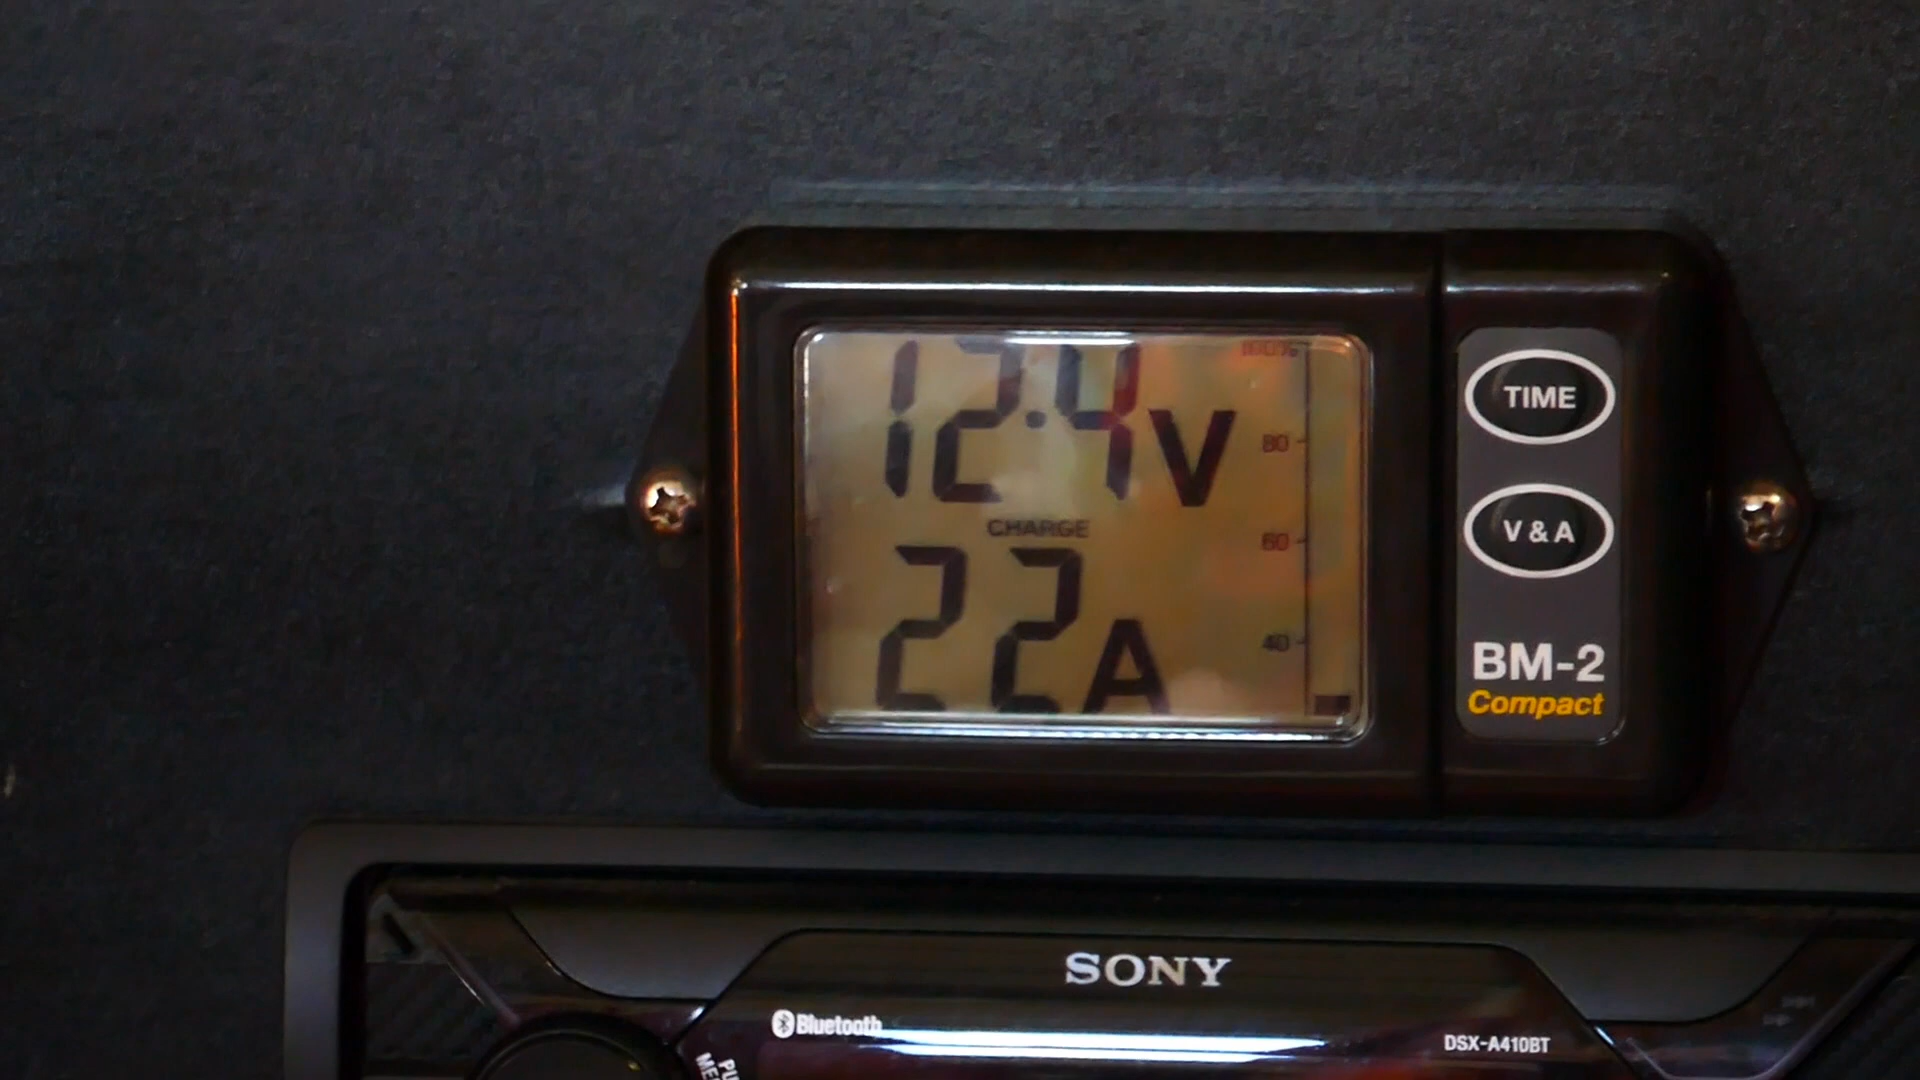 12.4V
100%
80
CHARGE
60
22A
40
TIME
V & A
BM-2
Compact
SONY
Bluetooth
DSX-A410BT